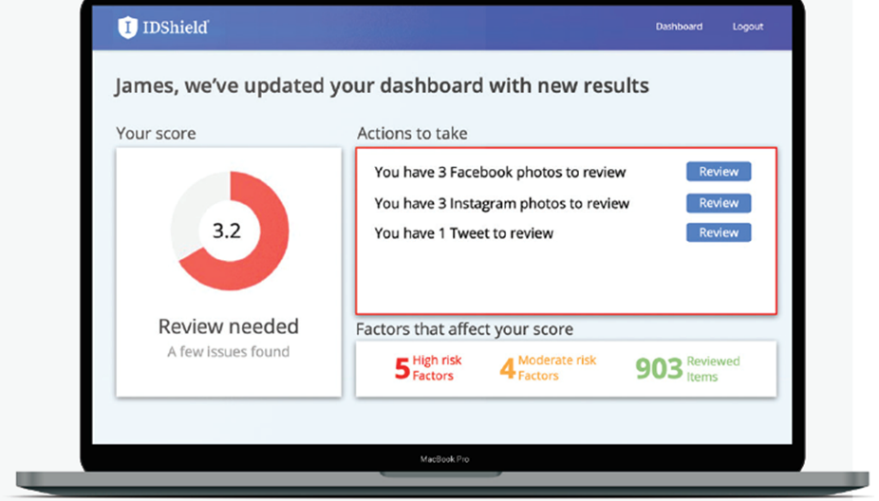 I IDShield
Dashboard Logout
James, we've updated your dashboard with new results
Your score
3.2
Review needed
A few issues found
Actions to take
You have 3 Facebook photos to review Review
You have 3 Instagram photos to review Review
You have 1 Tweet to review Review
Factors that affect your score
5 High risk
Factors
4 Moderate risk
Factors
903 Reviewed
Items
MacBook Pro